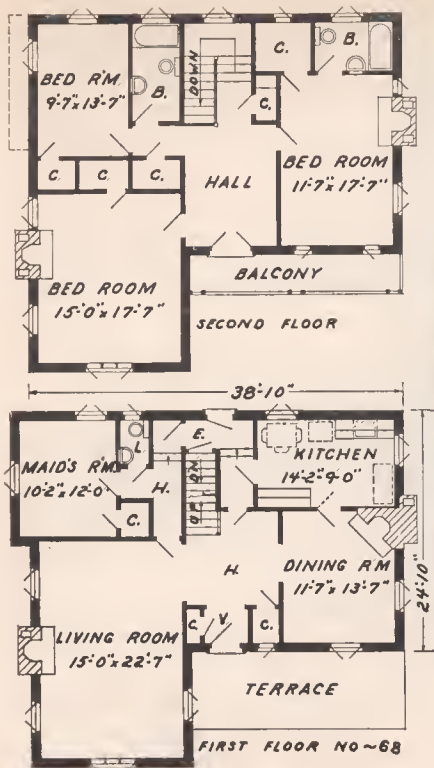 BED R'M.
9'-7" x 13'-7"
B.
DOWN
C.
B.
C.
BED ROOM
11'-7" x 17'-7"
C.
C.
C.
HALL
BED ROOM
15'-0" x 17'-7"
BALCONY
SECOND FLOOR
38'-10"
MAID'S R'M.
10'-2" x 12'-0"
L.
E.
KITCHEN
14'-2" 9'-0"
C.
H.
UP
DN
H.
DINING R'M
11'-7" x 13'-7"
24'-10"
LIVING ROOM
15'-0" x 22'-7"
C.
V.
C.
TERRACE
FIRST FLOOR NO~68